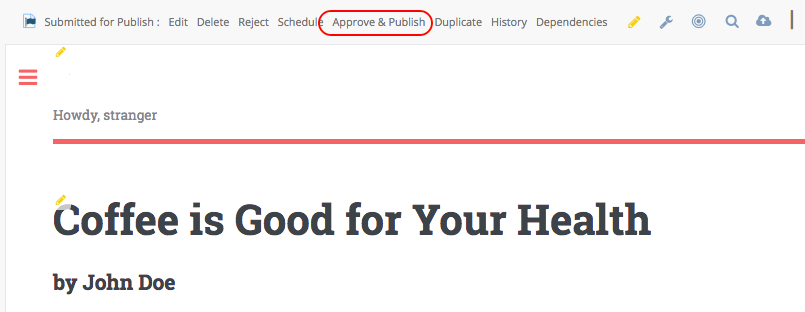 Submitted for Publish : Edit Delete Reject Schedule Approve & Publish Duplicate History Dependencies
Howdy, stranger
Coffee is Good for Your Health
by John Doe